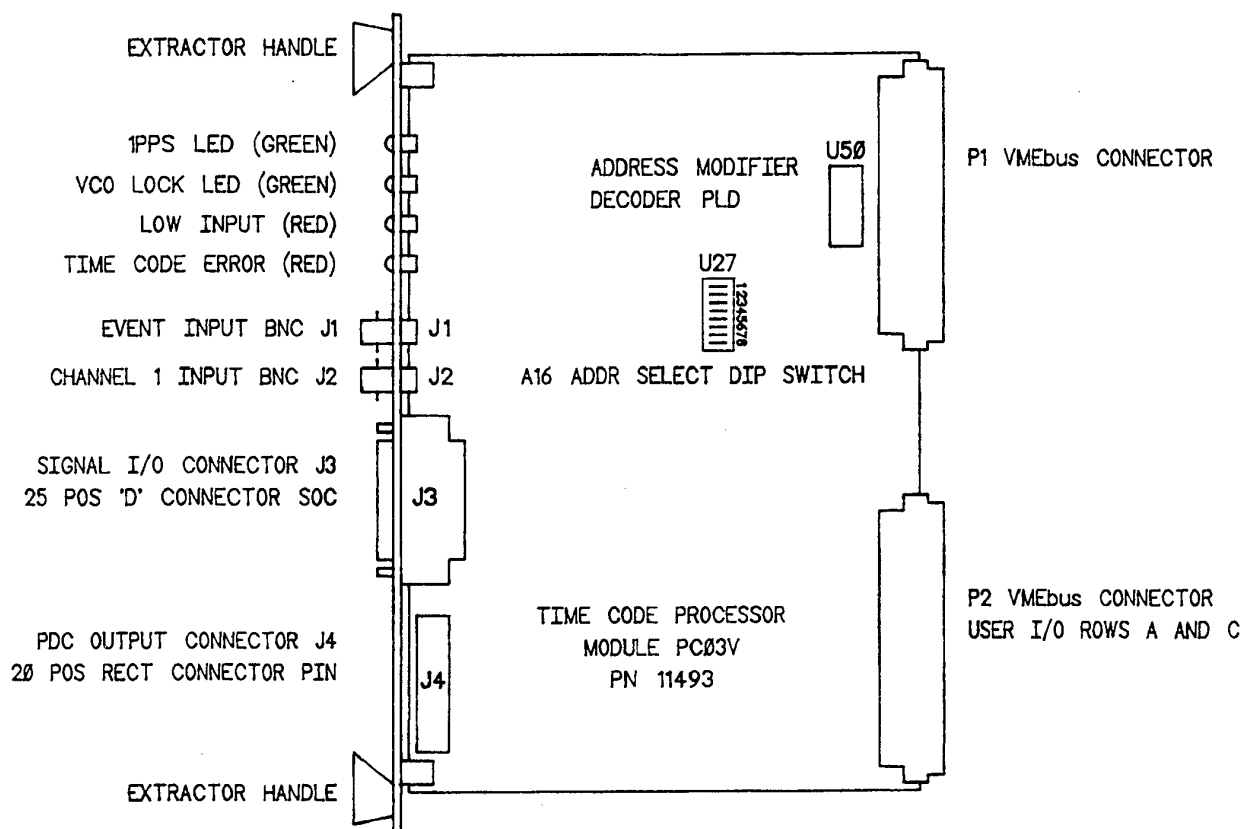 EXTRACTOR HANDLE
1PPS LED (GREEN)
VCO LOCK LED (GREEN)
LOW INPUT (RED)
TIME CODE ERROR (RED)
EVENT INPUT BNC J1
J1
CHANNEL 1 INPUT BNC J2
J2
SIGNAL I/O CONNECTOR J3
25 POS 'D' CONNECTOR SOC
J3
PDC OUTPUT CONNECTOR J4
20 POS RECT CONNECTOR PIN
J4
EXTRACTOR HANDLE
ADDRESS MODIFIER
DECODER PLD
U50
U27
12345678
A16 ADDR SELECT DIP SWITCH
TIME CODE PROCESSOR
MODULE PC03V
PN 11493
P1 VMEbus CONNECTOR
P2 VMEbus CONNECTOR
USER I/O ROWS A AND C